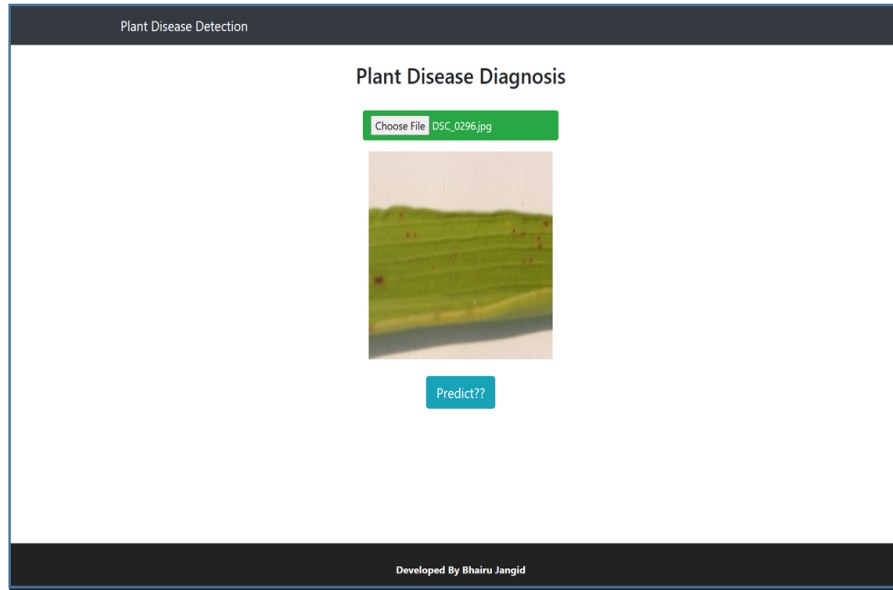 Plant Disease Detection
Plant Disease Diagnosis
Choose File DSC_0296.jpg
Predict??
Developed By Bhairu Jangid